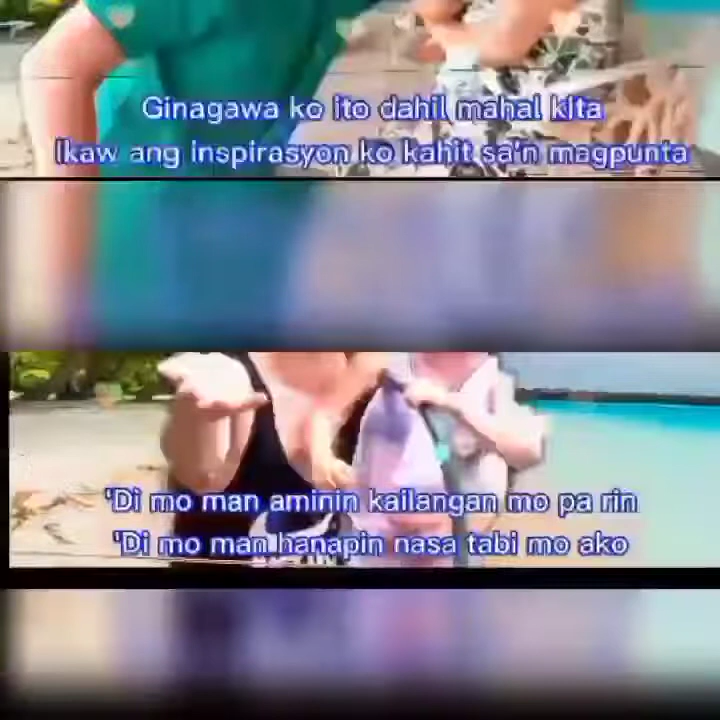 Ginagawa ko ito dahil mahal kita
Ikaw ang inspirasyon ko kahit sa'n magpunta
'Di mo man aminin kailangan mo pa rin
'Di mo man hanapin nasa tabi mo ako